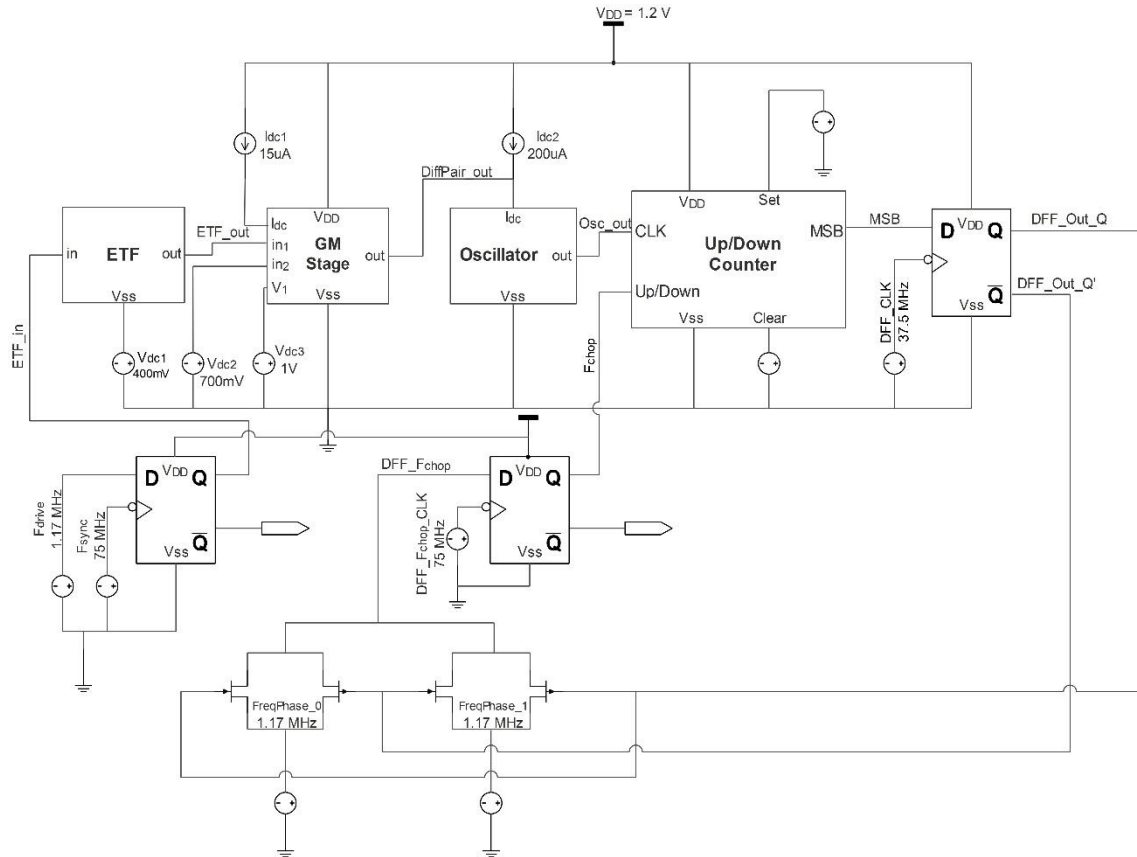 VDD = 1.2 V
Idc1
15uA
Idc2
200uA
DiffPair_out
ETF_out
Osc_out
in
ETF
out
Vss
VDD
Idc
in1
in2
V1
GM
Stage
out
Vss
Idc
Oscillator
out
Vss
VDD
Set
CLK
MSB
Up/Down
Counter
Up/Down
Vss
Clear
MSB
D
VDD
Q
Q
Vss
DFF_Out_Q
DFF_Out_Q'
DFF_CLK
37.5 MHz
ETF_in
Vdc1
400mV
Vdc2
700mV
Vdc3
1V
Fchop
D
VDD
Q
Q
Vss
Fdrive
1.17 MHz
Fsync
75 MHz
DFF_Fchop
D
VDD
Q
Q
Vss
DFF_Fchop_CLK
75 MHz
FreqPhase_0
1.17 MHz
FreqPhase_1
1.17 MHz